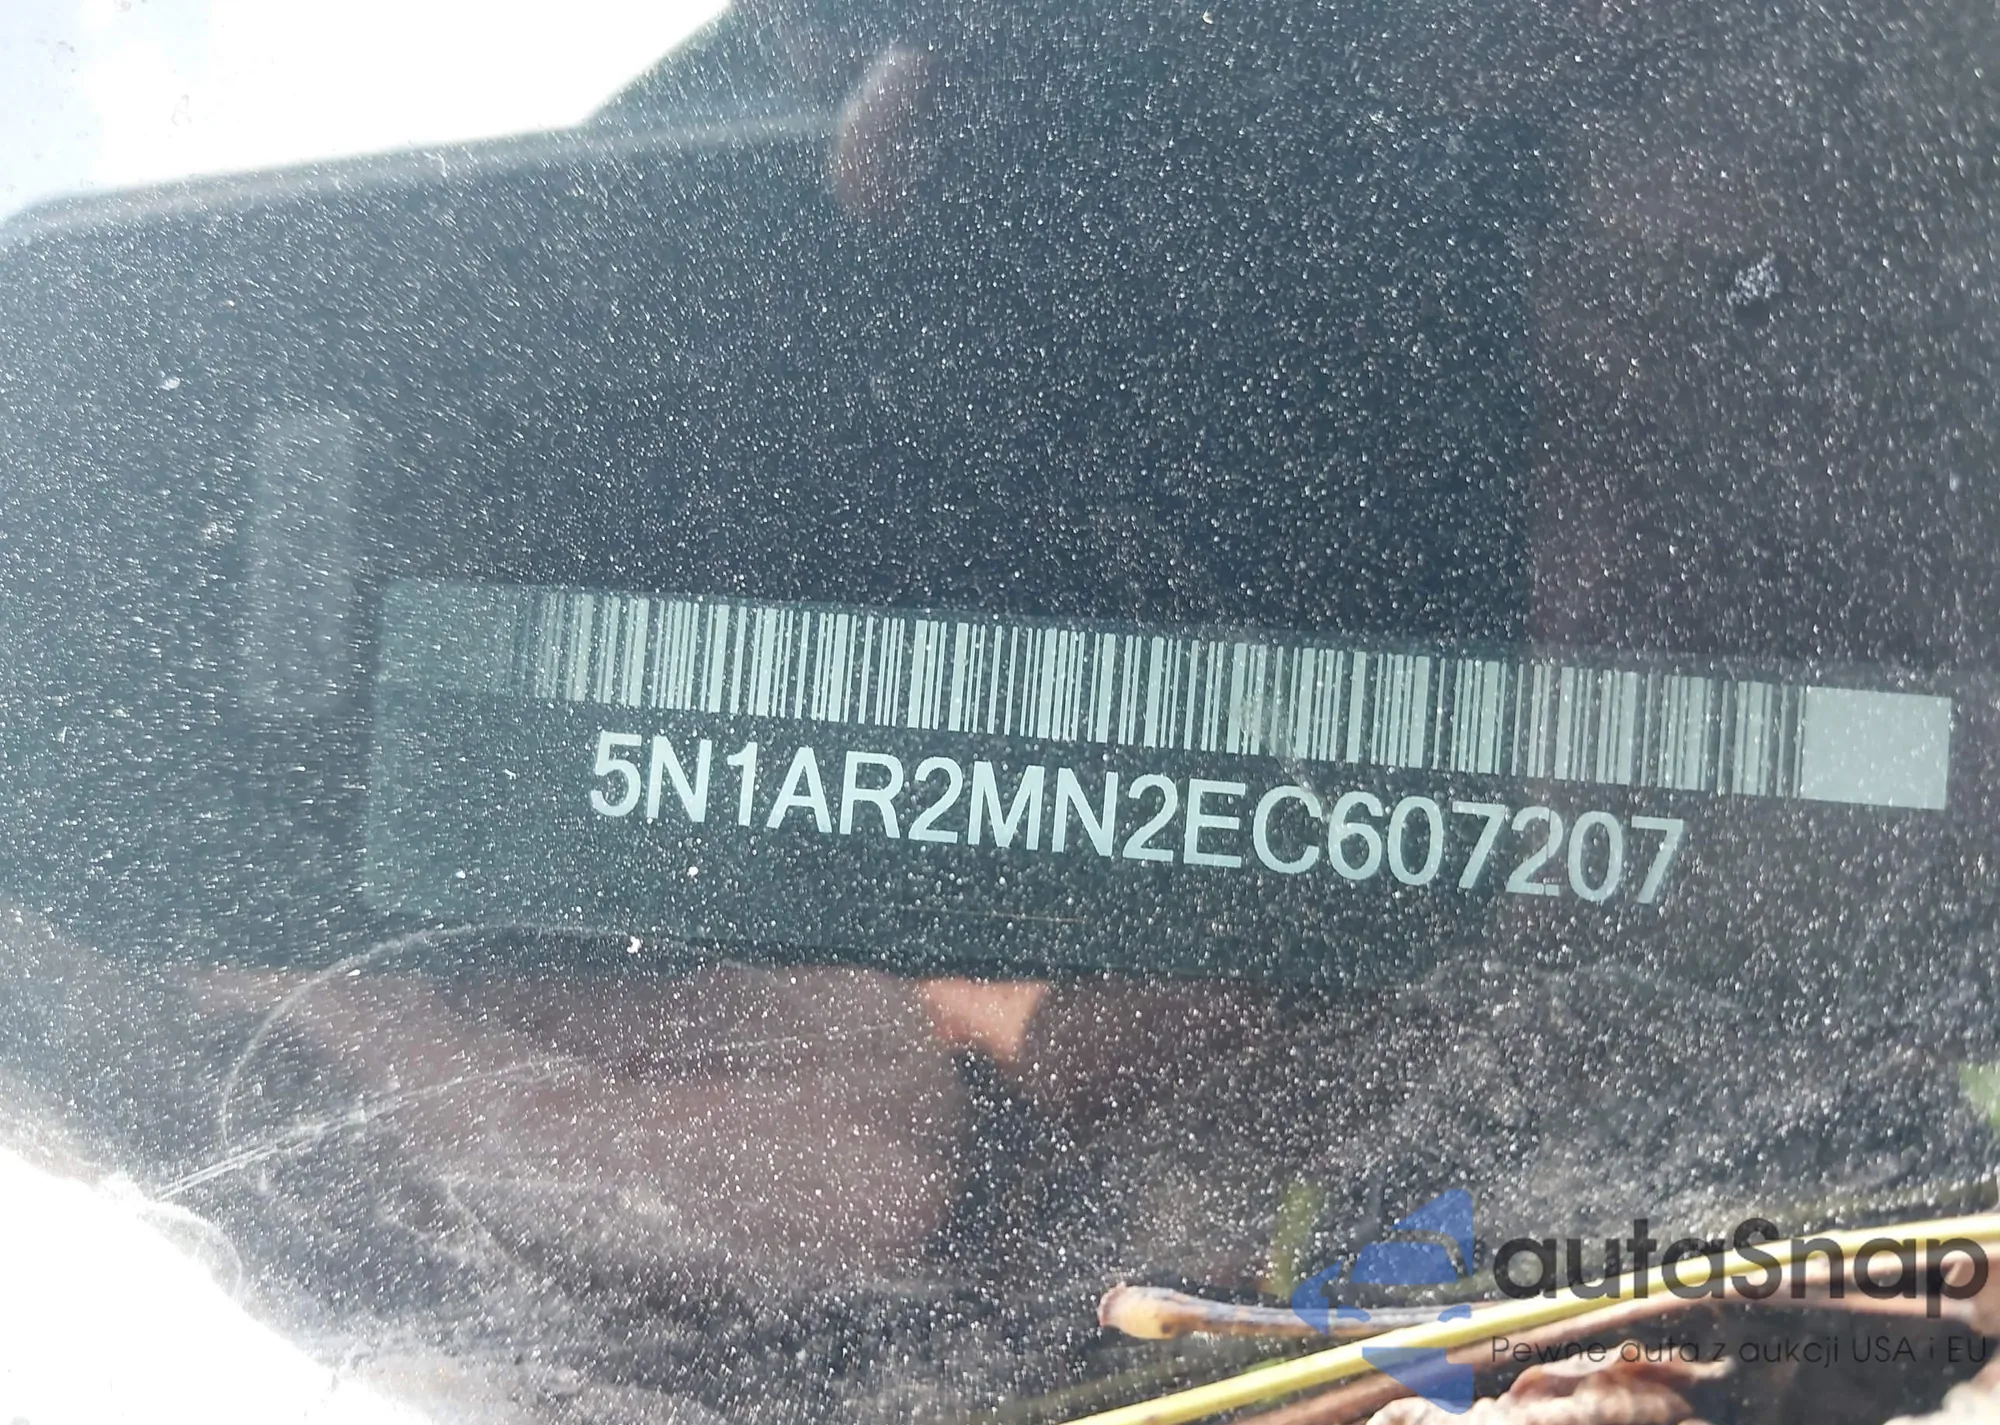 5N1AR2MN2EC607207
autaSnap
Pewne auta z aukcji USA i EU